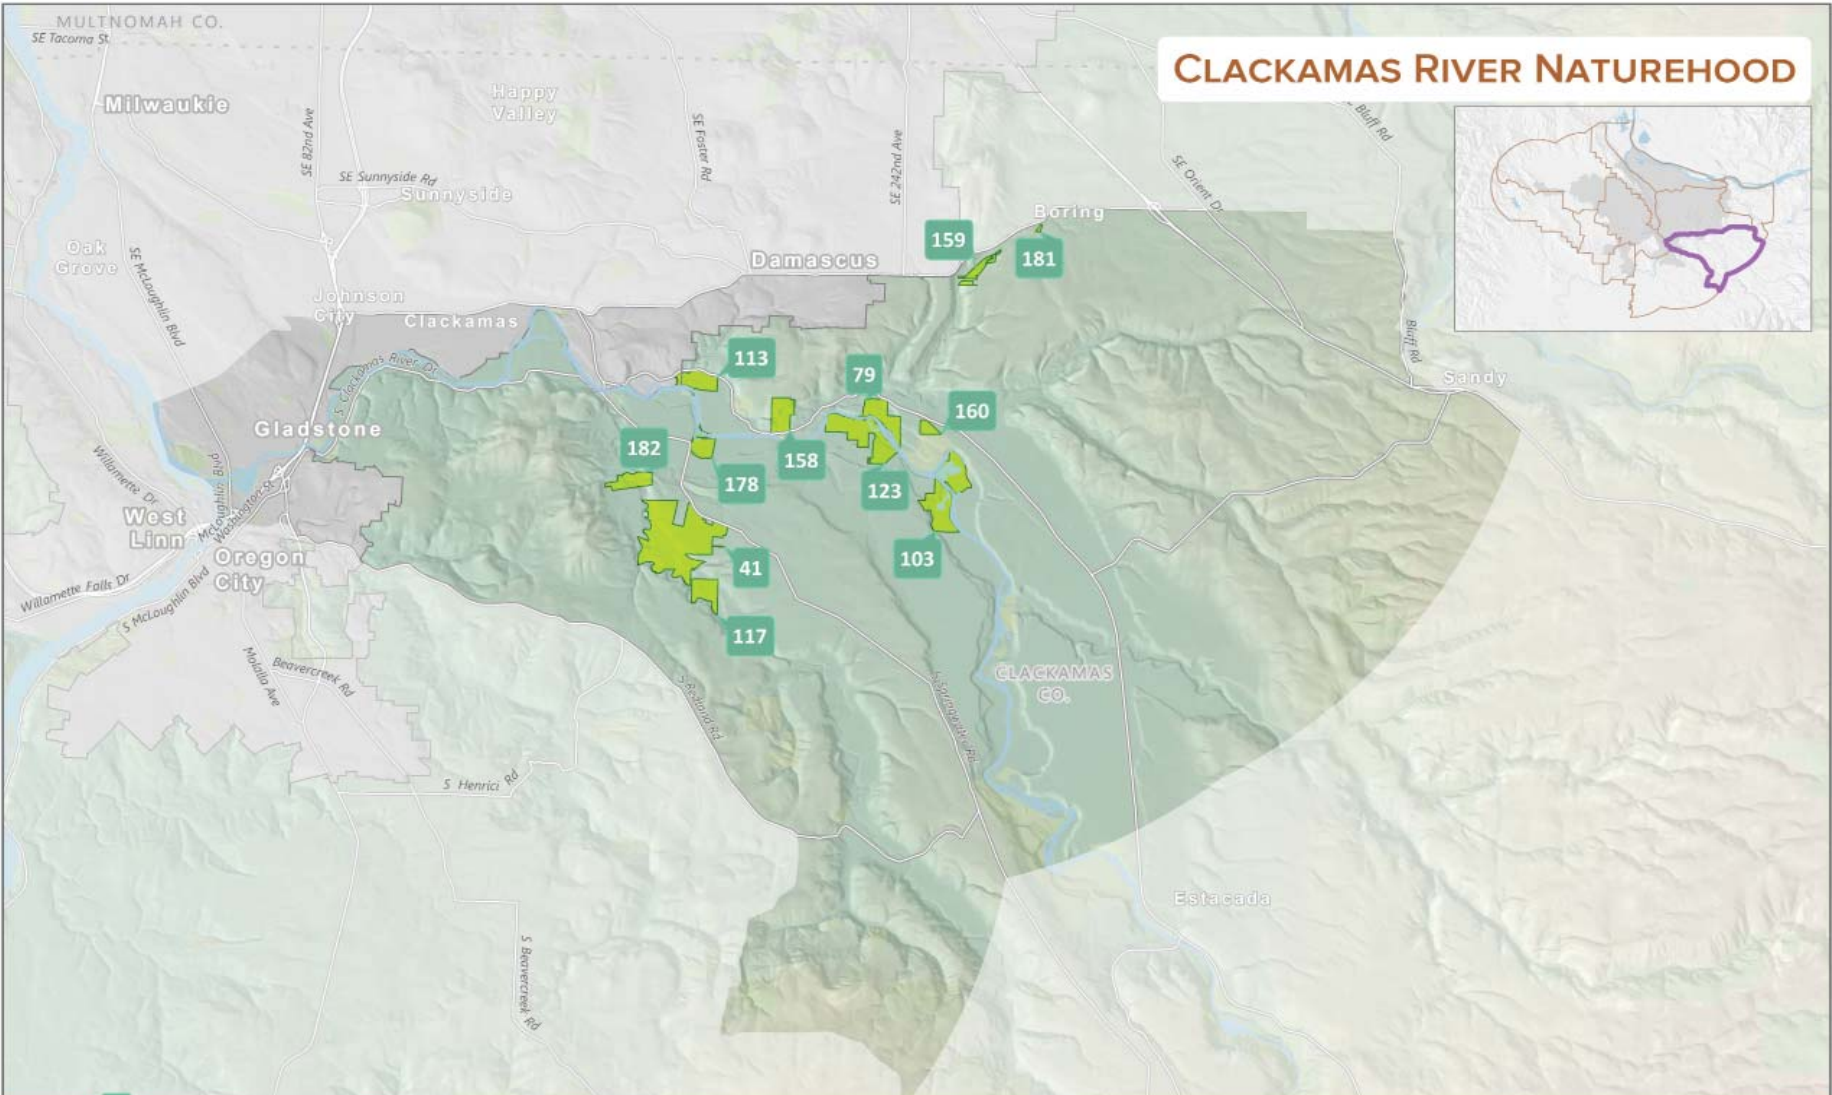 MULTNOMAH CO.
SE Tacoma St
CLACKAMAS RIVER NATUREHOOD
Milwaukie
Happy
Valley
SE 82nd Ave
SE Foster Rd
SE 242nd Ave
Bluff Rd
SE Orient Dr
SE Sunnyside Rd
Sunnyside
Boring
159
181
Oak
Grove
SE McLoughlin Blvd
Damascus
Johnson
City
Clackamas
S Clackamas River Dr
113
79
160
Bluff Rd
Sandy
Gladstone
182
178
158
123
Willamette Dr
McLoughlin Blvd
Washington St
West
Linn
Oregon
City
41
103
117
Willamette Falls Dr
S McLoughlin Blvd
Molalla Ave
Beavercreek Rd
S Redland Rd
S Springwater Rd
CLACKAMAS
CO.
S Henrici Rd
Estacada
S Beavercreek Rd